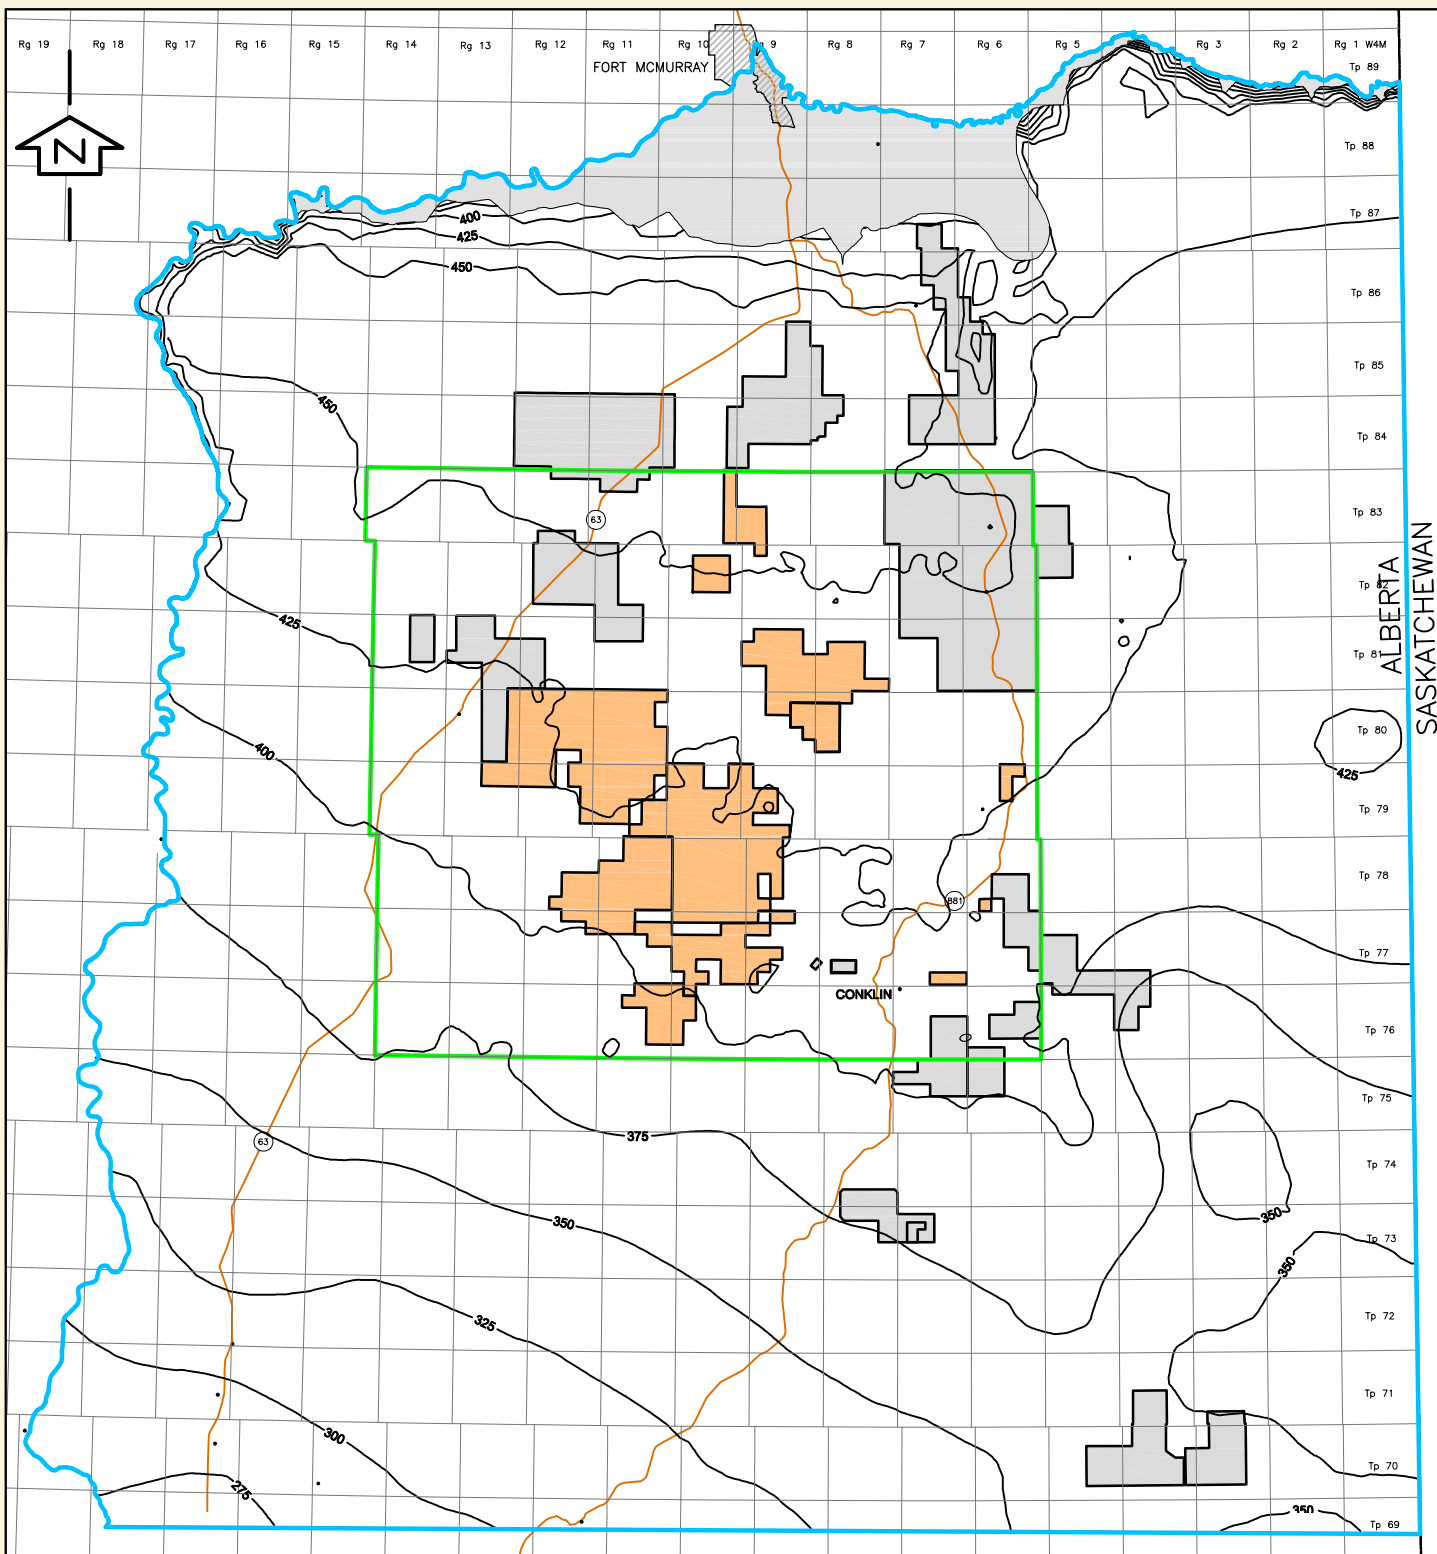 Rg 19
Rg 18
Rg 17
Rg 16
Rg 15
Rg 14
Rg 13
Rg 12
Rg 11
Rg 10
9
Rg 8
Rg 7
Rg 6
Rg 5
Rg 3
Rg 2
Rg 1 W4M
FORT MCMURRAY
Tp 89
N
Tp 88
400
Tp 87
425
450
Tp 86
Tp 85
450
Tp 84
63
Tp 83
ALBERTA
SASKATCHEWAN
Tp 82
425
Tp 81
400
Tp 80
425
Tp 79
881
Tp 78
Tp 77
CONKLIN
Tp 76
Tp 75
375
63
Tp 74
350
350
Tp 73
350
325
Tp 72
Tp 71
300
Tp 70
275
350
Tp 69